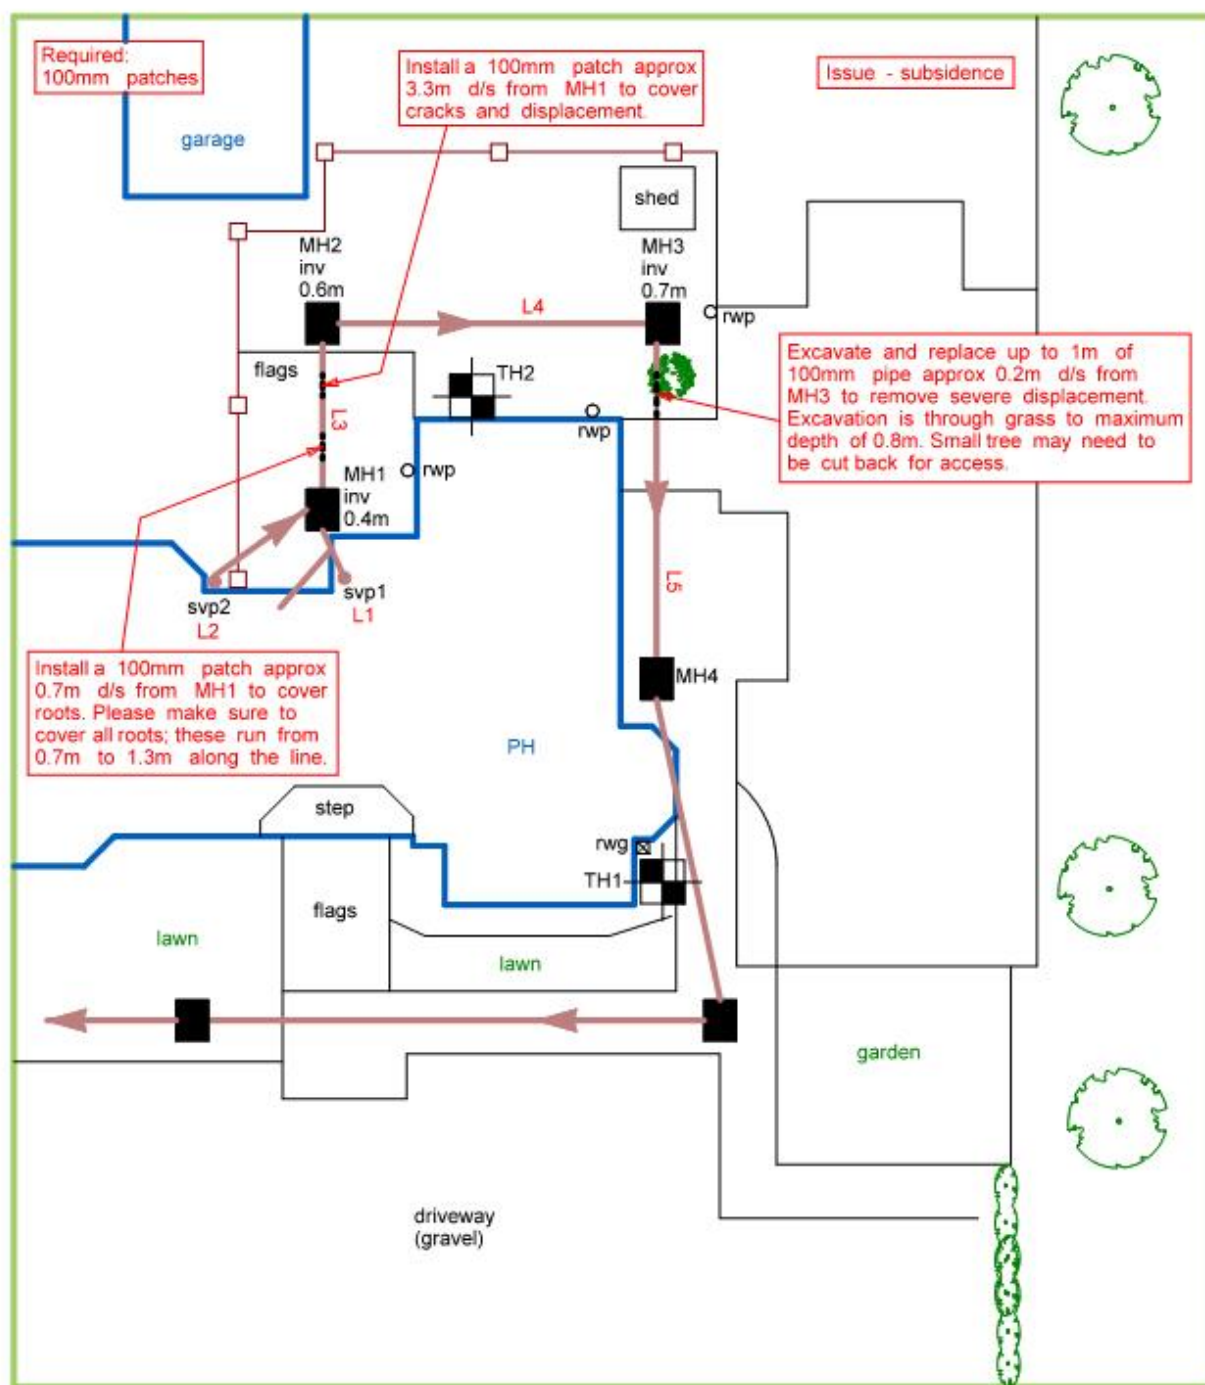 Required:
100mm patches
Install a 100mm patch approx
3.3m d/s from MH1 to cover
cracks and displacement.
Issue - subsidence
garage
shed
MH2
inv
0.6m
MH3
inv
0.7m
L4
rwp
flags
TH2
Excavate and replace up to 1m of
100mm pipe approx 0.2m d/s from
MH3 to remove severe displacement.
Excavation is through grass to maximum
depth of 0.8m. Small tree may need to
be cut back for access.
L3
rwp
rwp
MH1
inv
0.4m
svp2
L2
svp1
L1
L5
Install a 100mm patch approx
0.7m d/s from MH1 to cover
roots. Please make sure to
cover all roots; these run from
0.7m to 1.3m along the line.
MH4
PH
step
rwg
TH1
flags
lawn
lawn
garden
driveway
(gravel)